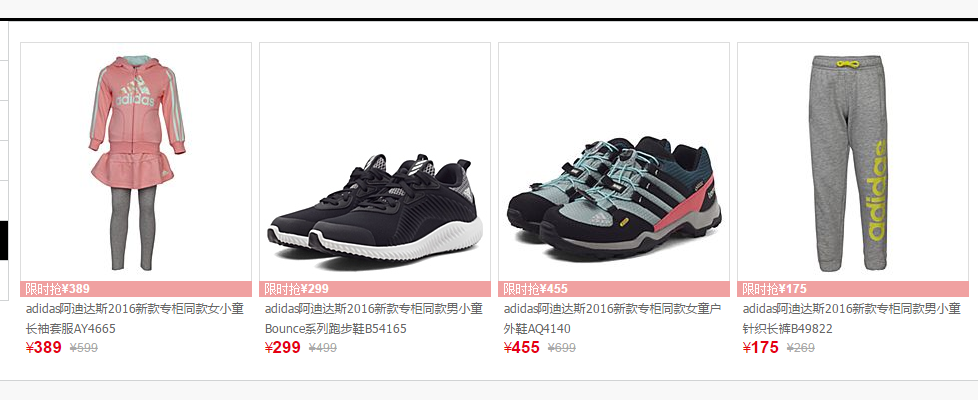 adidas
adidas
限时抢¥389
adidas阿迪达斯2016新款专柜同款女小童
长袖套服AY4665
¥389 ¥599
限时抢¥299
adidas阿迪达斯2016新款专柜同款男小童
Bounce系列跑步鞋B54165
¥299 ¥499
限时抢¥455
adidas阿迪达斯2016新款专柜同款女童户
外鞋AQ4140
¥455 ¥699
限时抢¥175
adidas阿迪达斯2016新款专柜同款男小童
针织长裤B49822
¥175 ¥269